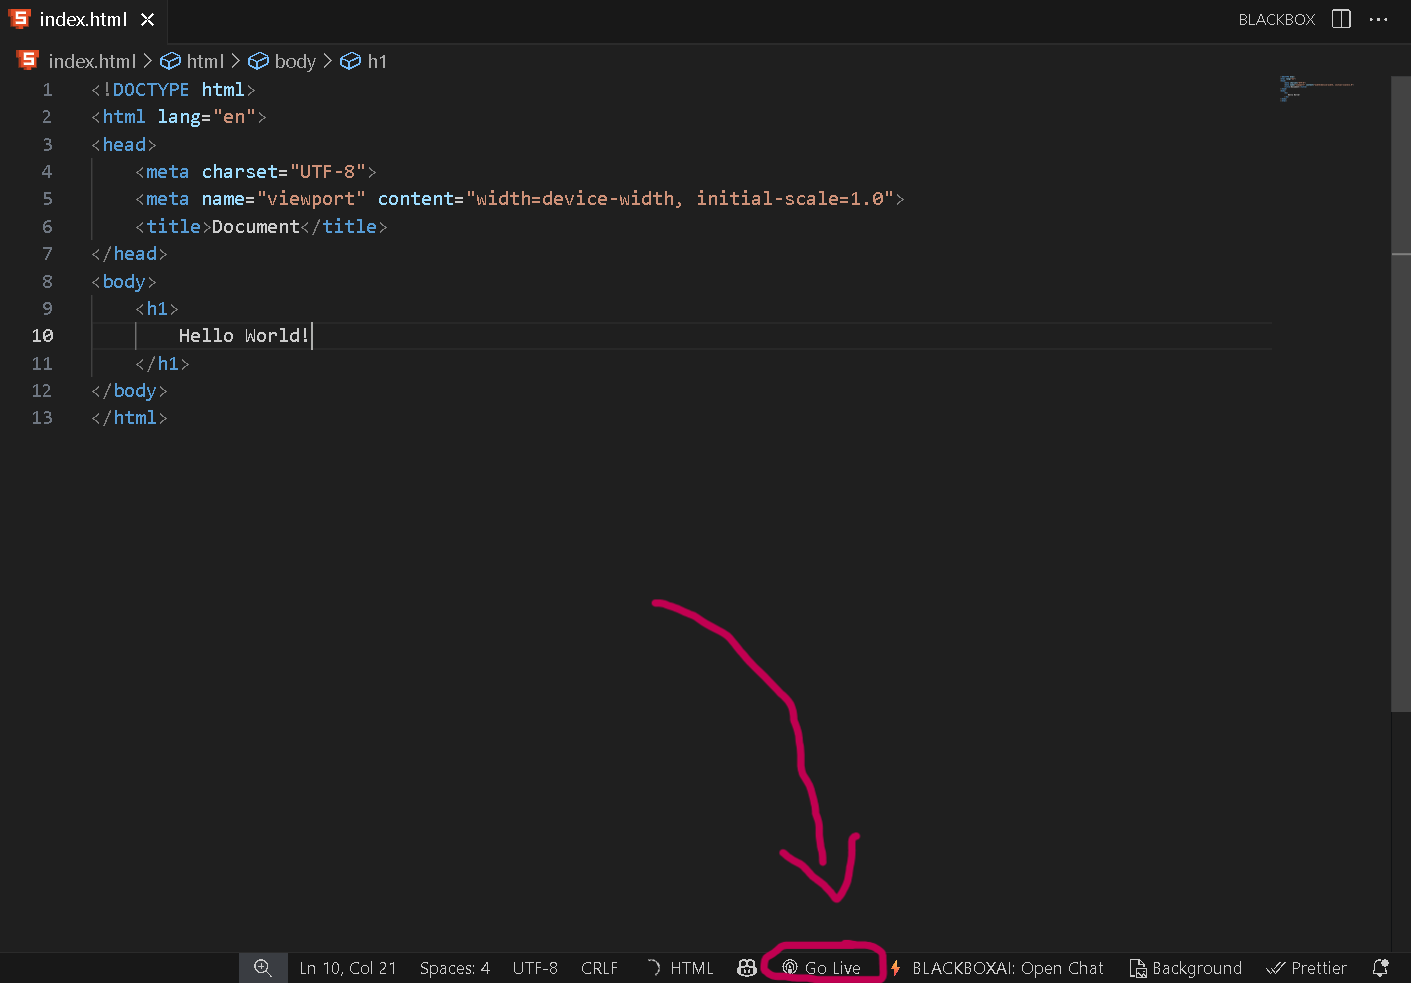 index.html
BLACKBOX
index.html > html > body > h1
1 <!DOCTYPE html>
2 <html lang="en">
3 <head>
4 <meta charset="UTF-8">
5 <meta name="viewport" content="width=device-width, initial-scale=1.0">
6 <title>Document</title>
7 </head>
8 <body>
9 <h1>
10 Hello World!
11 </h1>
12 </body>
13 </html>
Ln 10, Col 21 Spaces: 4 UTF-8 CRLF HTML Go Live BLACKBOXAI: Open Chat Background Prettier